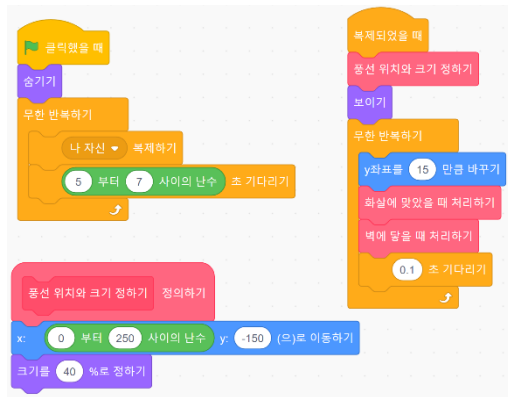 클릭했을 때
숨기기
무한 반복하기
나 자신 복제하기
5 부터 7 사이의 난수 초 기다리기
풍선 위치와 크기 정하기 정의하기
x: 0 부터 250 사이의 난수 y: -150 (으)로 이동하기
크기를 40 %로 정하기
복제되었을 때
풍선 위치와 크기 정하기
보이기
무한 반복하기
y좌표를 15 만큼 바꾸기
화살에 맞았을 때 처리하기
벽에 닿을 때 처리하기
0.1 초 기다리기